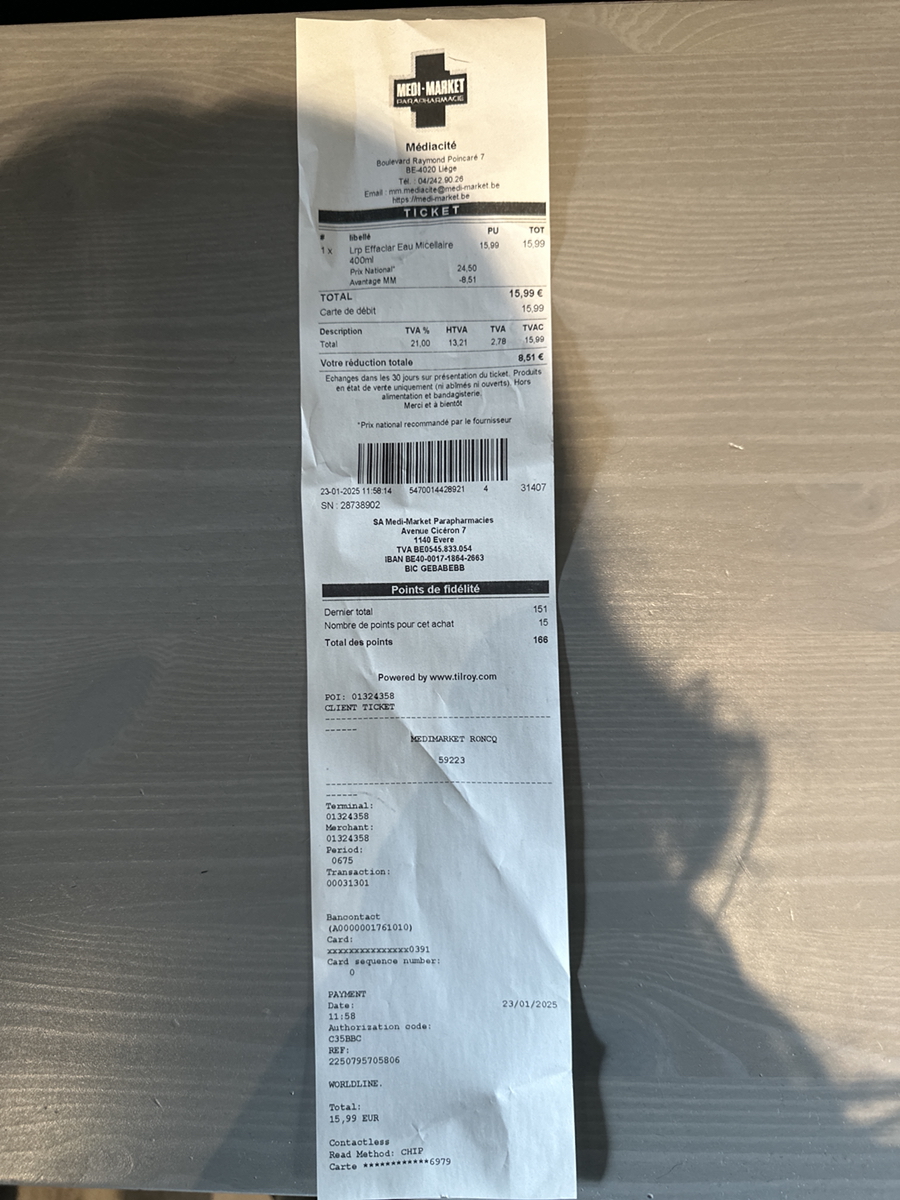 MEDI-MARKET
PARAPHARMACIE
Médiacité
Boulevard Raymond Poincaré 7
BE-4020 Liège
Tél. : 04/242.90.26
Email : mm.mediacite@medi-market.be
https://medi-market.be
TICKET
# libellé PU TOT
1 x Lrp Effaclar Eau Micellaire 15,99 15,99
400ml
Prix National* 24,50
Avantage MM -8,51
TOTAL 15,99 €
Carte de débit 15,99
Description TVA % HTVA TVA TVAC
Total 21,00 13,21 2,78 15,99
Votre réduction totale 8,51 €
Echanges dans les 30 jours sur présentation du ticket. Produits
en état de vente uniquement (ni abîmés ni ouverts). Hors
alimentation et bandagisterie.
Merci et à bientôt
*Prix national recommandé par le fournisseur
23-01-2025 11:58:14 5470014428921 4 31407
SN : 28738902
SA Medi-Market Parapharmacies
Avenue Cicéron 7
1140 Evere
TVA BE0545.833.054
IBAN BE40-0017-1864-2663
BIC GEBABEBB
Points de fidélité
Dernier total 151
Nombre de points pour cet achat 15
Total des points 166
Powered by www.tilroy.com
POI: 01324358
CLIENT TICKET
MEDIMARKET RONCQ
59223
Terminal:
01324358
Merchant:
01324358
Period:
0675
Transaction:
00031301
Bancontact
(A0000001761010)
Card:
xxxxxxxxxxxxxxx0391
Card sequence number:
0
PAYMENT
Date: 23/01/2025
11:58
Authorization code:
C35BBC
REF:
2250795705806
WORLDLINE.
Total:
15,99 EUR
Contactless
Read Method: CHIP
Carte ************6979